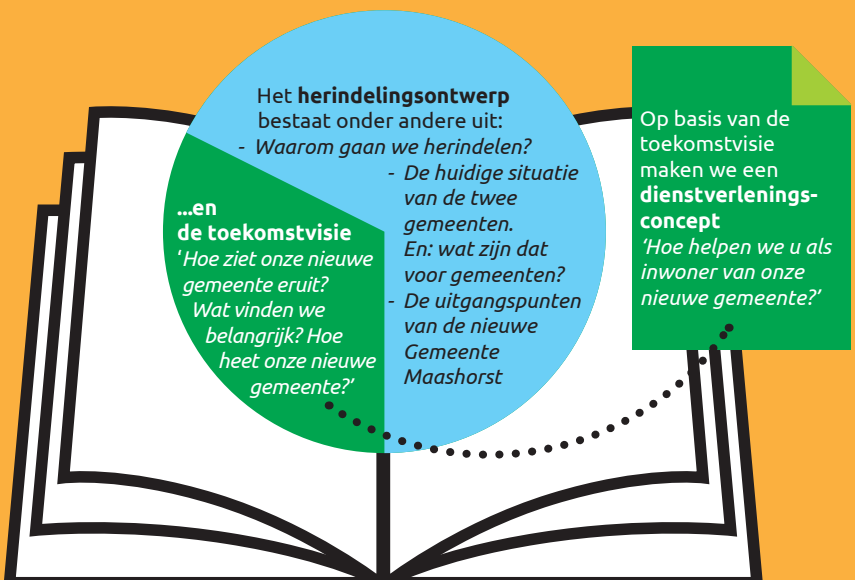 Het herindelingsontwerp
bestaat onder andere uit:
- Waarom gaan we herindelen?
- De huidige situatie
van de twee
gemeenten.
En: wat zijn dat
voor gemeenten?
- De uitgangspunten
van de nieuwe
Gemeente
Maashorst
...en
de toekomstvisie
‘Hoe ziet onze nieuwe
gemeente eruit?
Wat vinden we
belangrijk? Hoe
heet onze nieuwe
gemeente?’
Op basis van de
toekomstvisie
maken we een
dienstverlenings-
concept
‘Hoe helpen we u als
inwoner van onze
nieuwe gemeente?’